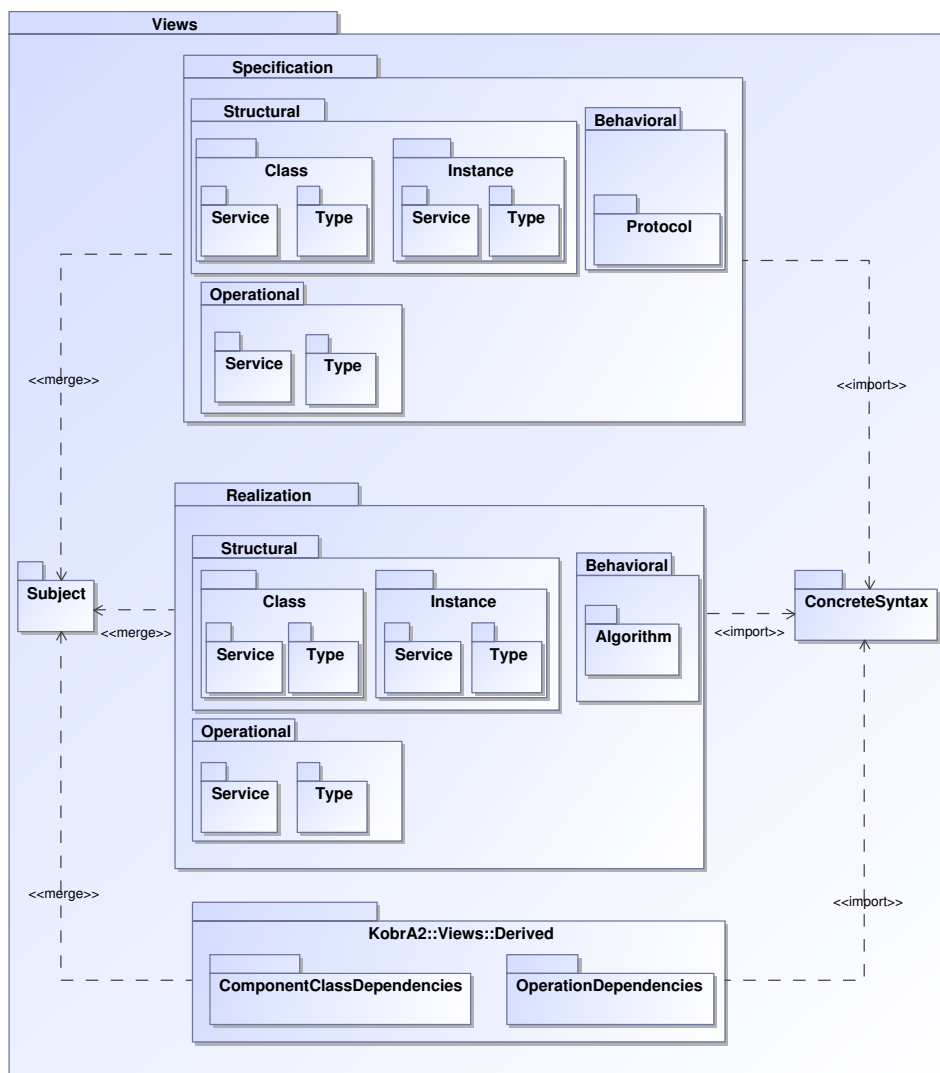 Views
Specification
Structural
Behavioral
Class
Instance
Service
Type
Service
Type
Protocol
Operational
Service
Type
<<merge>>
<<import>>
Realization
Structural
Behavioral
Class
Instance
Subject
ConcreteSyntax
Service
Type
Service
Type
Algorithm
<<merge>>
<<import>>
Operational
Service
Type
<<merge>>
<<import>>
KobrA2::Views::Derived
ComponentClassDependencies
OperationDependencies